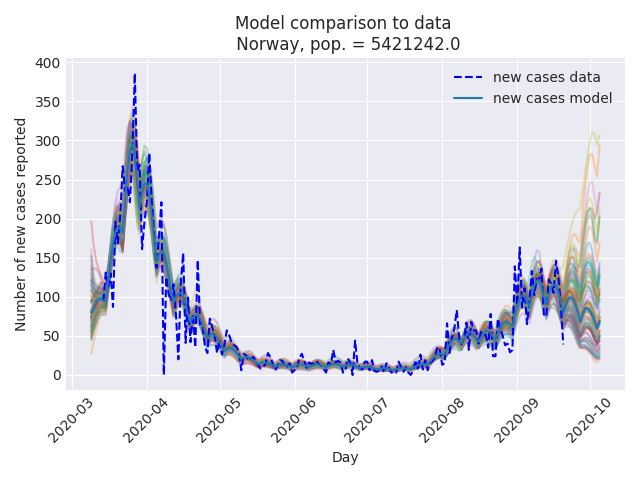 Model comparison to data
Norway, pop. = 5421242.0
new cases data
new cases model
Number of new cases reported
400
350
300
250
200
150
100
50
0
2020-03
2020-04
2020-05
2020-06
2020-07
2020-08
2020-09
2020-10
Day